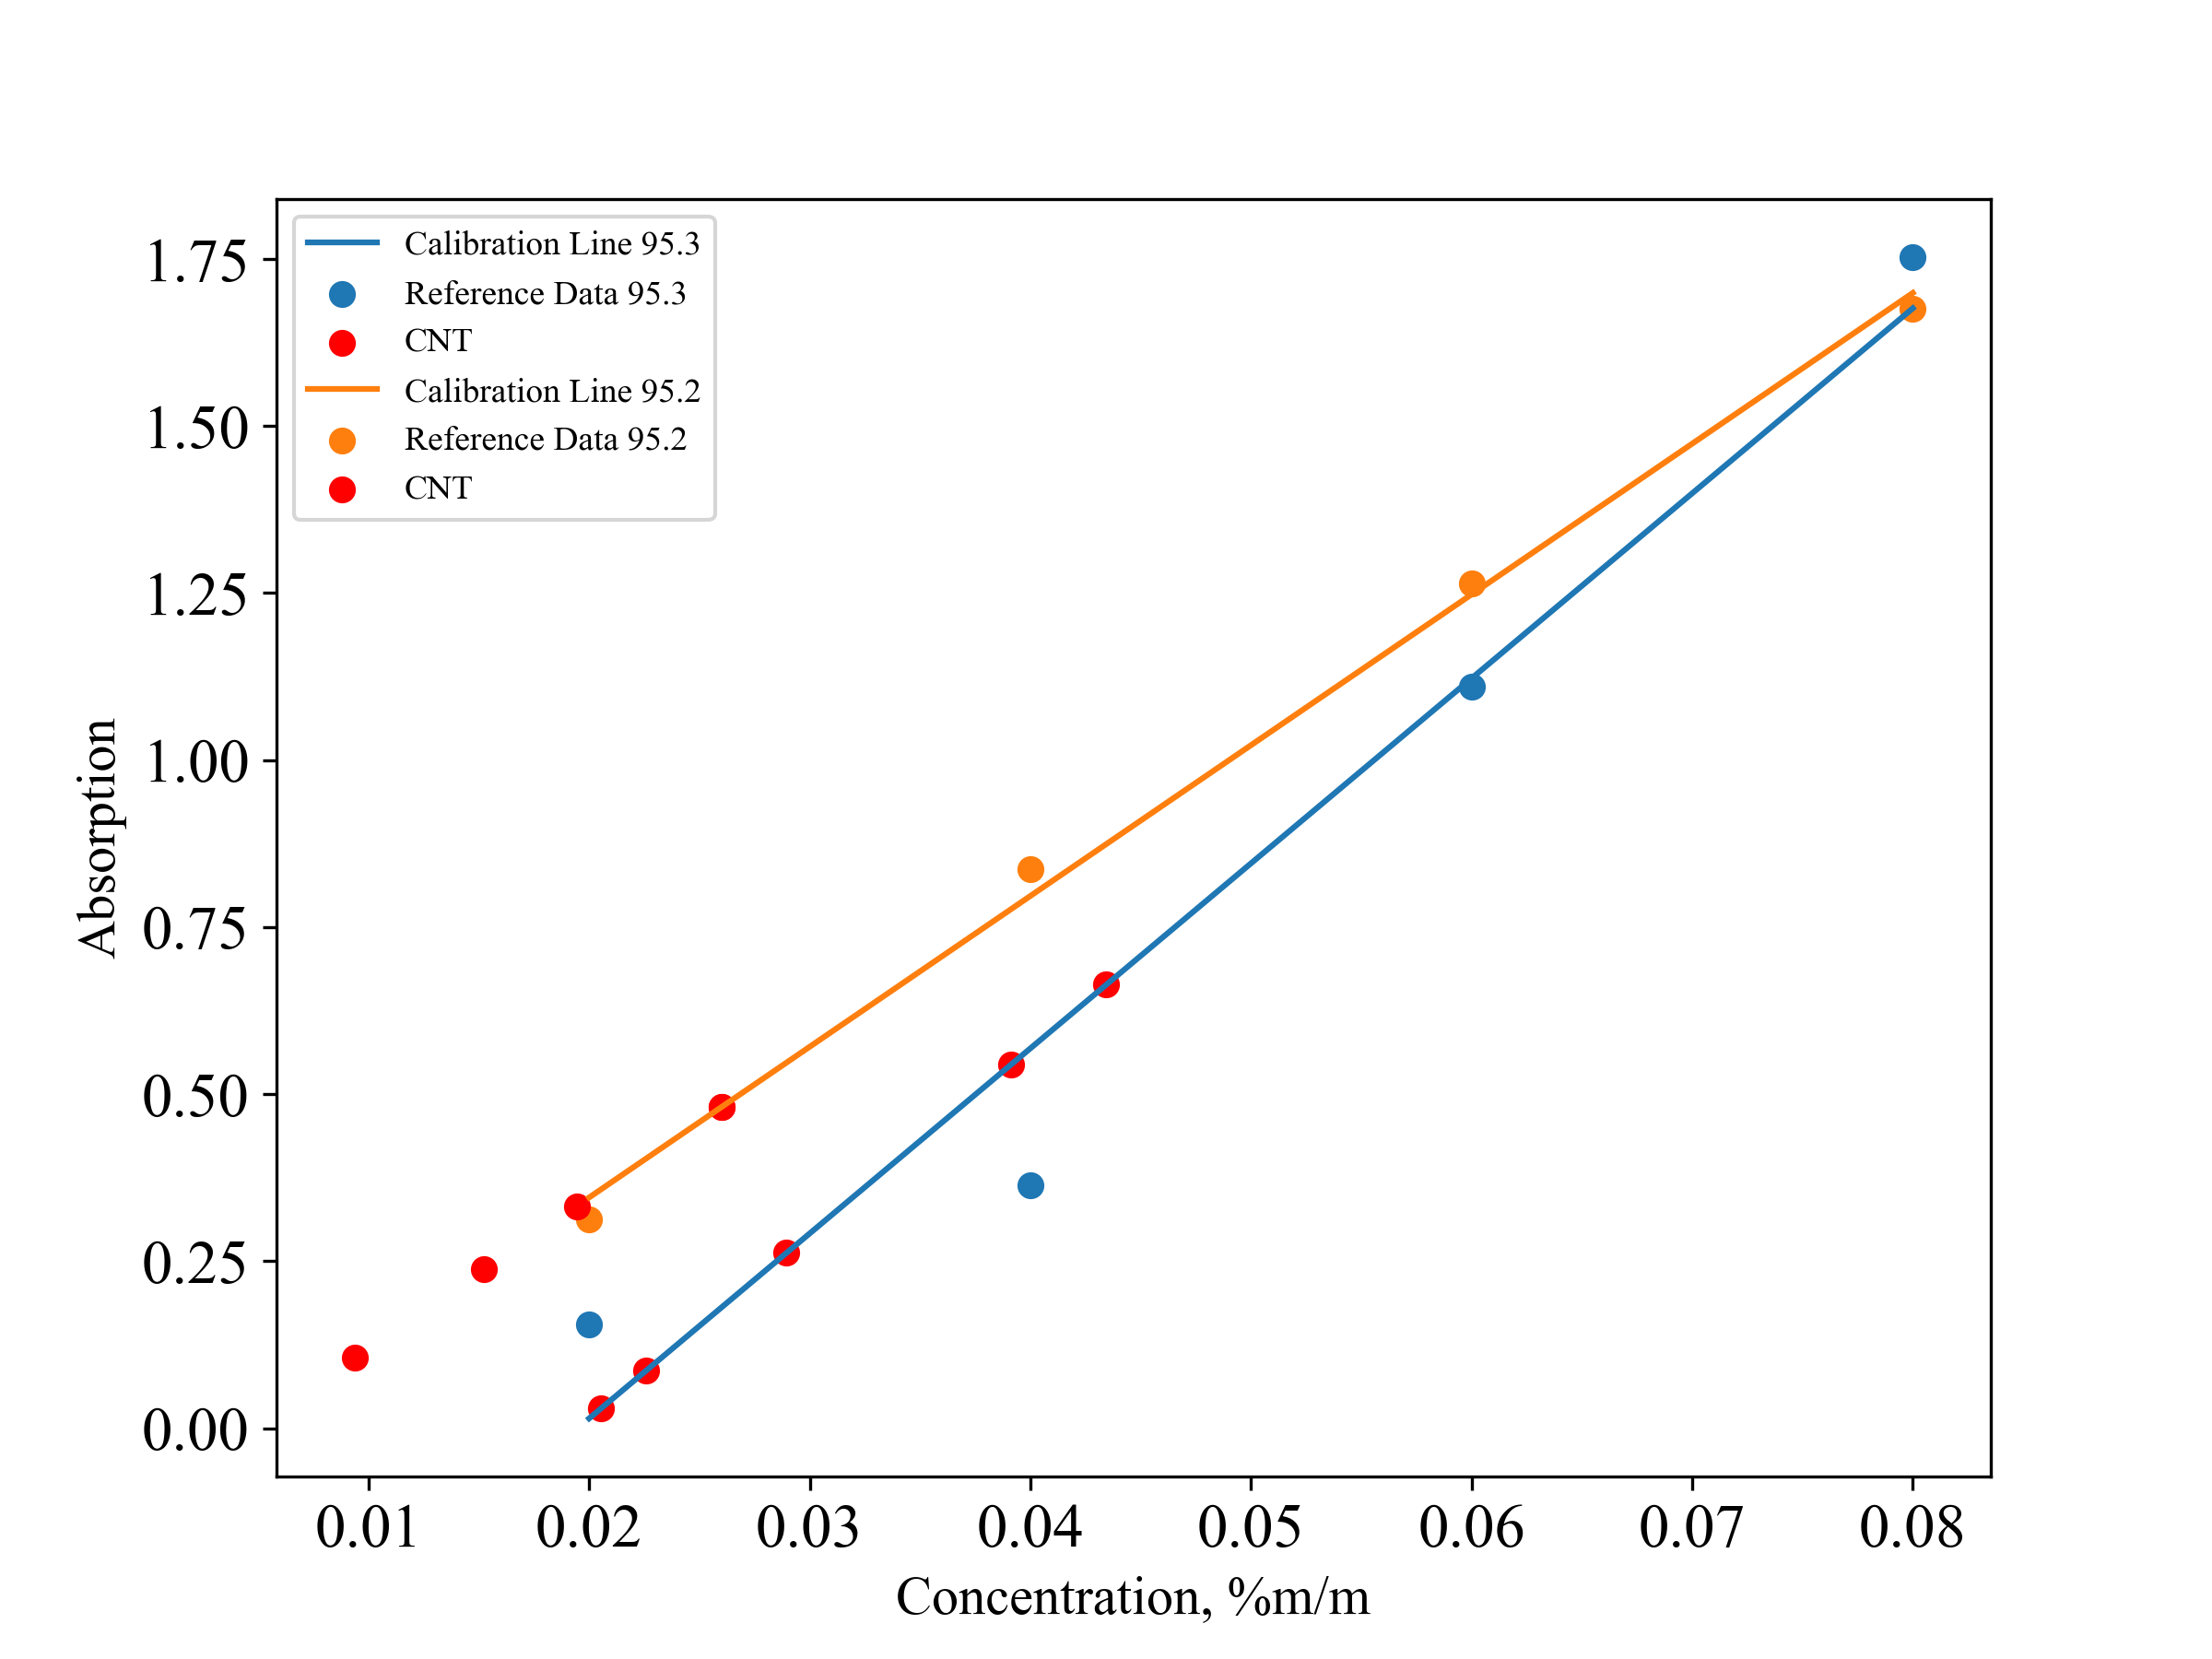 Calibration Line 95.3
Reference Data 95.3
CNT
Calibration Line 95.2
Reference Data 95.2
CNT
1.75
1.50
1.25
1.00
0.75
0.50
0.25
0.00
Absorption
0.01 0.02 0.03 0.04 0.05 0.06 0.07 0.08
Concentration, %m/m